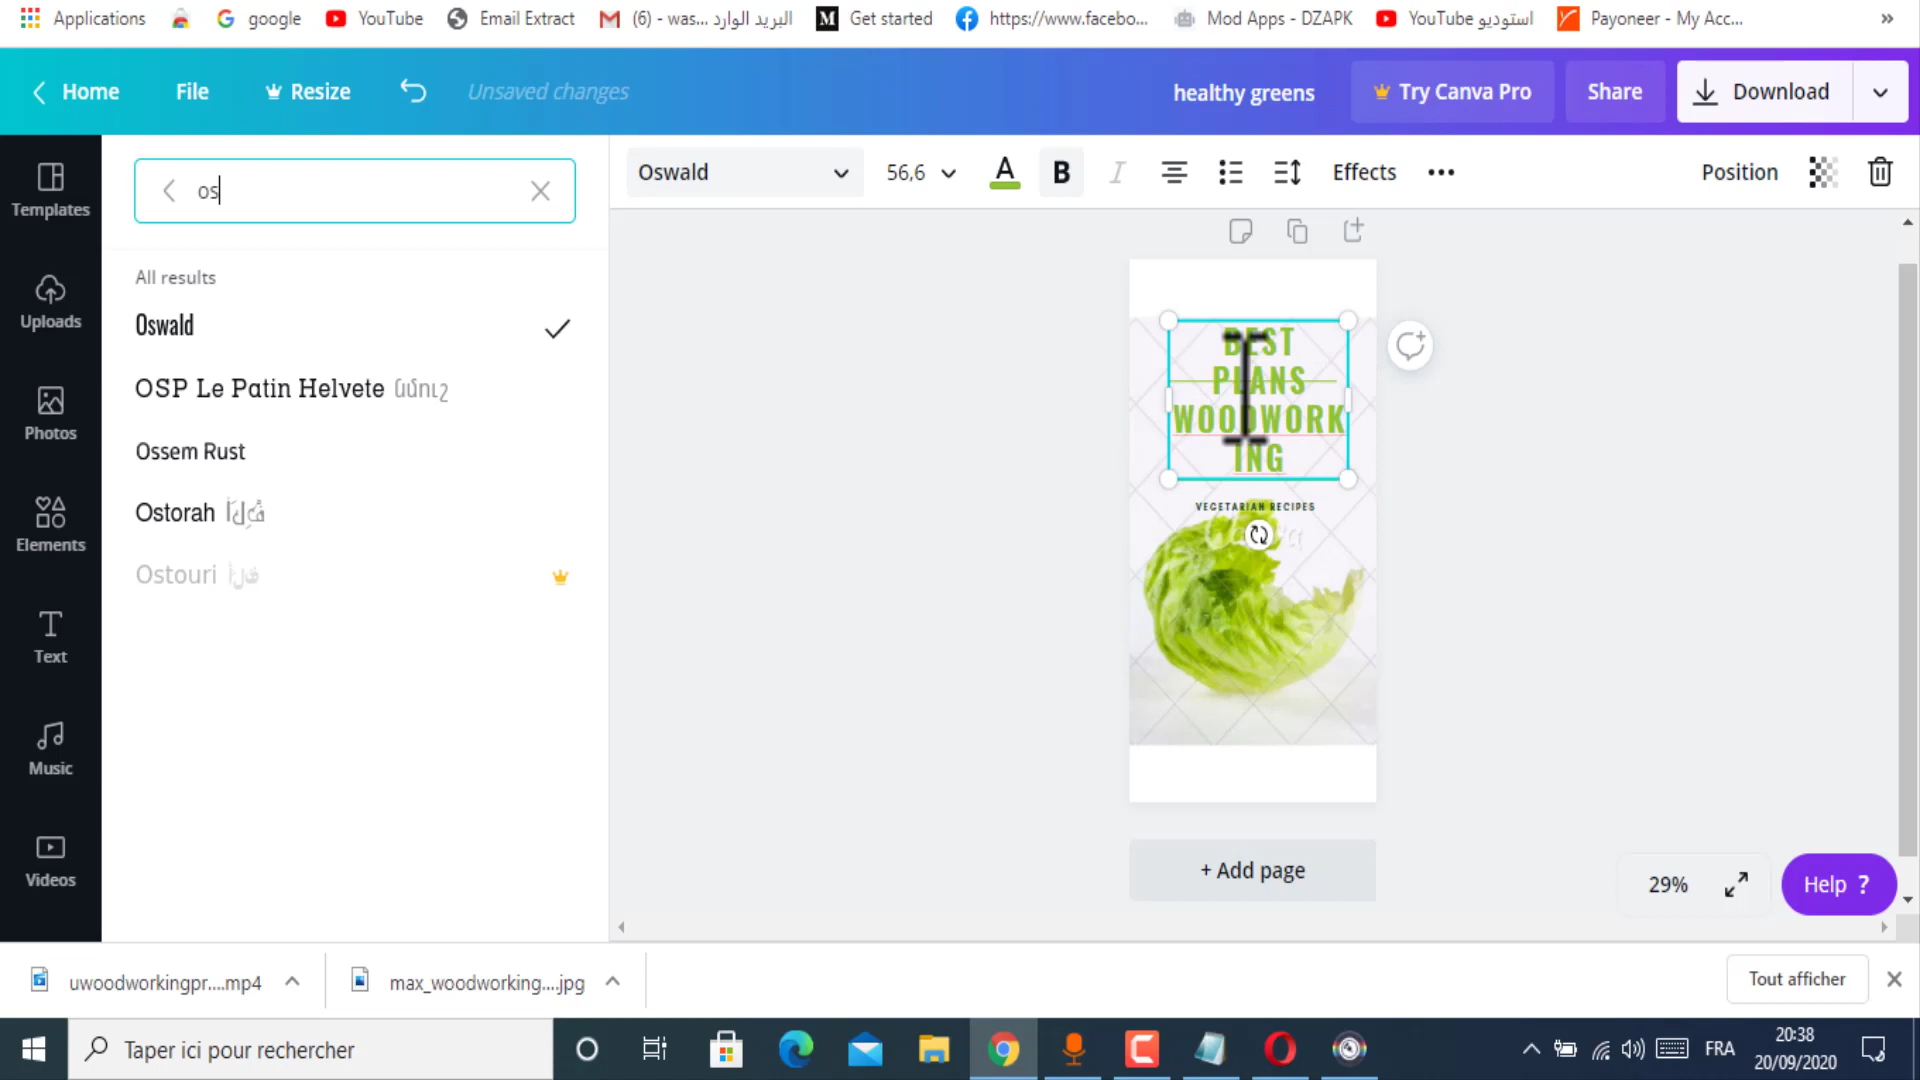 Applications google YouTube Email Extract (6) - was... البريد الوارد Get started https://www.facebo... Mod Apps - DZAPK YouTube استوديو Payoneer - My Acc... »
Home File Resize Unsaved changes healthy greens Try Canva Pro Share Download
os
Oswald 56,6 A B I Effects ••• Position
Templates
Uploads
Photos
Elements
Text
Music
Videos
All results
Oswald
OSP Le Patin Helvete նմուշ
Ossem Rust
Ostorah
Ostouri
BEST
PLANS
WOODWORK
ING
VEGETARIAN RECIPES
+ Add page
29% Help ?
uwoodworkingpr....mp4 max_woodworking....jpg Tout afficher
Taper ici pour rechercher
FRA
20:38
20/09/2020